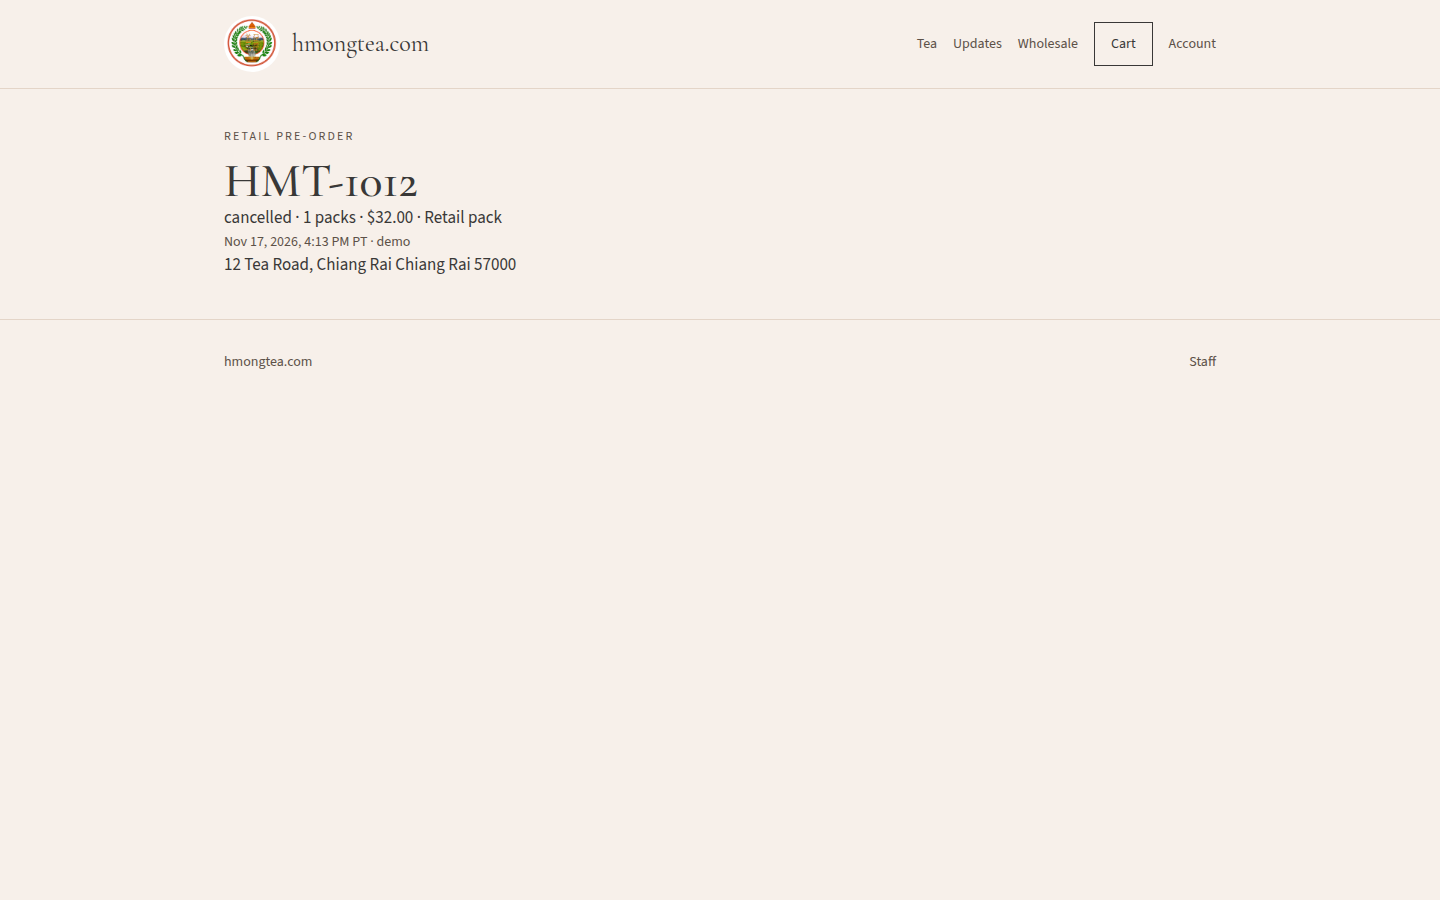 hmongtea.com
Tea
Updates
Wholesale
Cart
Account
RETAIL PRE-ORDER
HMT-1012
cancelled · 1 packs · $32.00 · Retail pack
Nov 17, 2026, 4:13 PM PT · demo
12 Tea Road, Chiang Rai Chiang Rai 57000
hmongtea.com
Staff